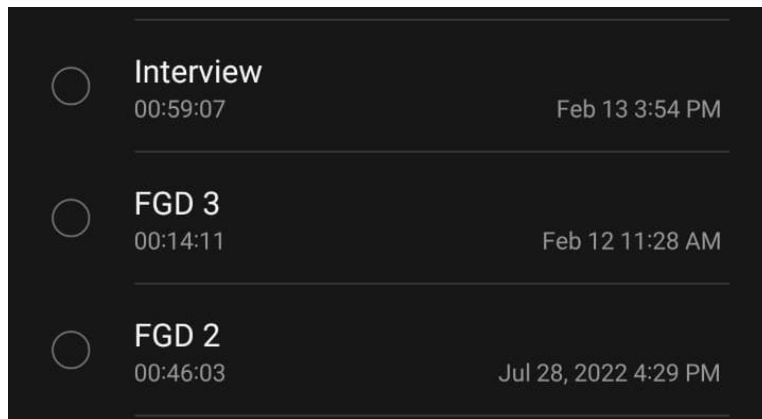 Interview
00:59:07 Feb 13 3:54 PM
FGD 3
00:14:11 Feb 12 11:28 AM
FGD 2
00:46:03 Jul 28, 2022 4:29 PM